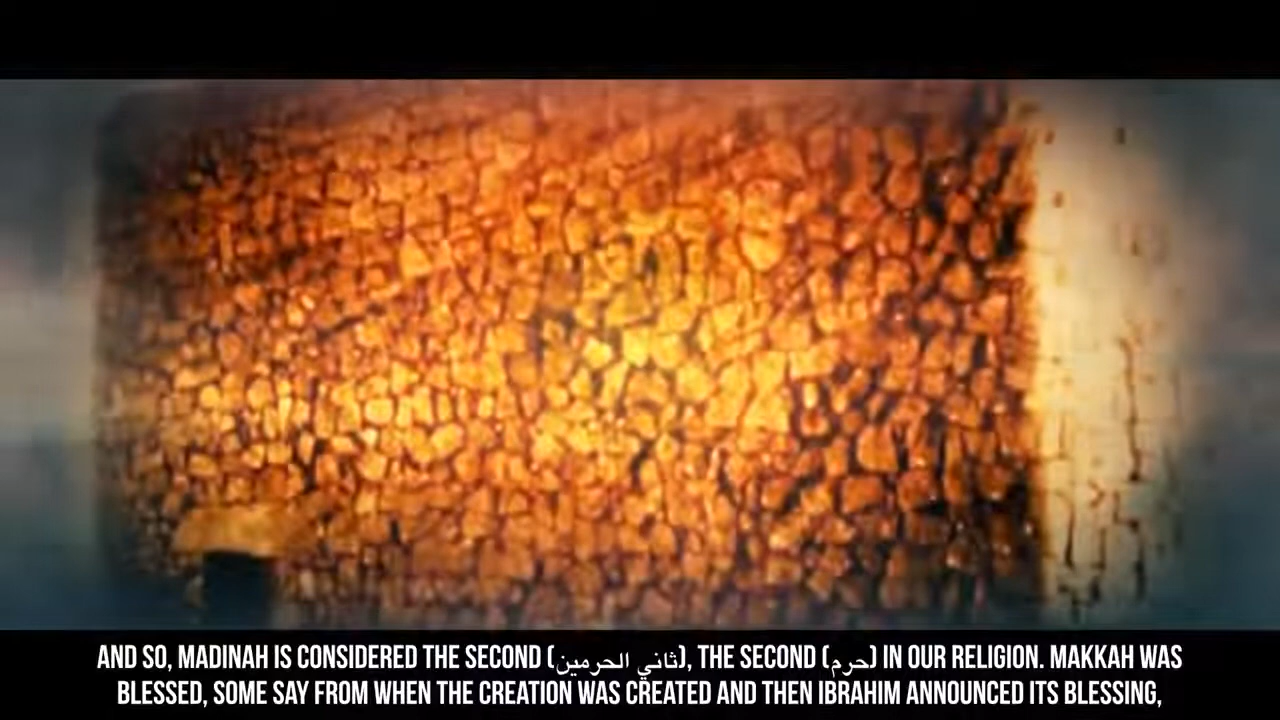 AND SO, MADINAH IS CONSIDERED THE SECOND (ثاني الحرمين), THE SECOND (حرم) IN OUR RELIGION. MAKKAH WAS
BLESSED, SOME SAY FROM WHEN THE CREATION WAS CREATED AND THEN IBRAHIM ANNOUNCED ITS BLESSING,